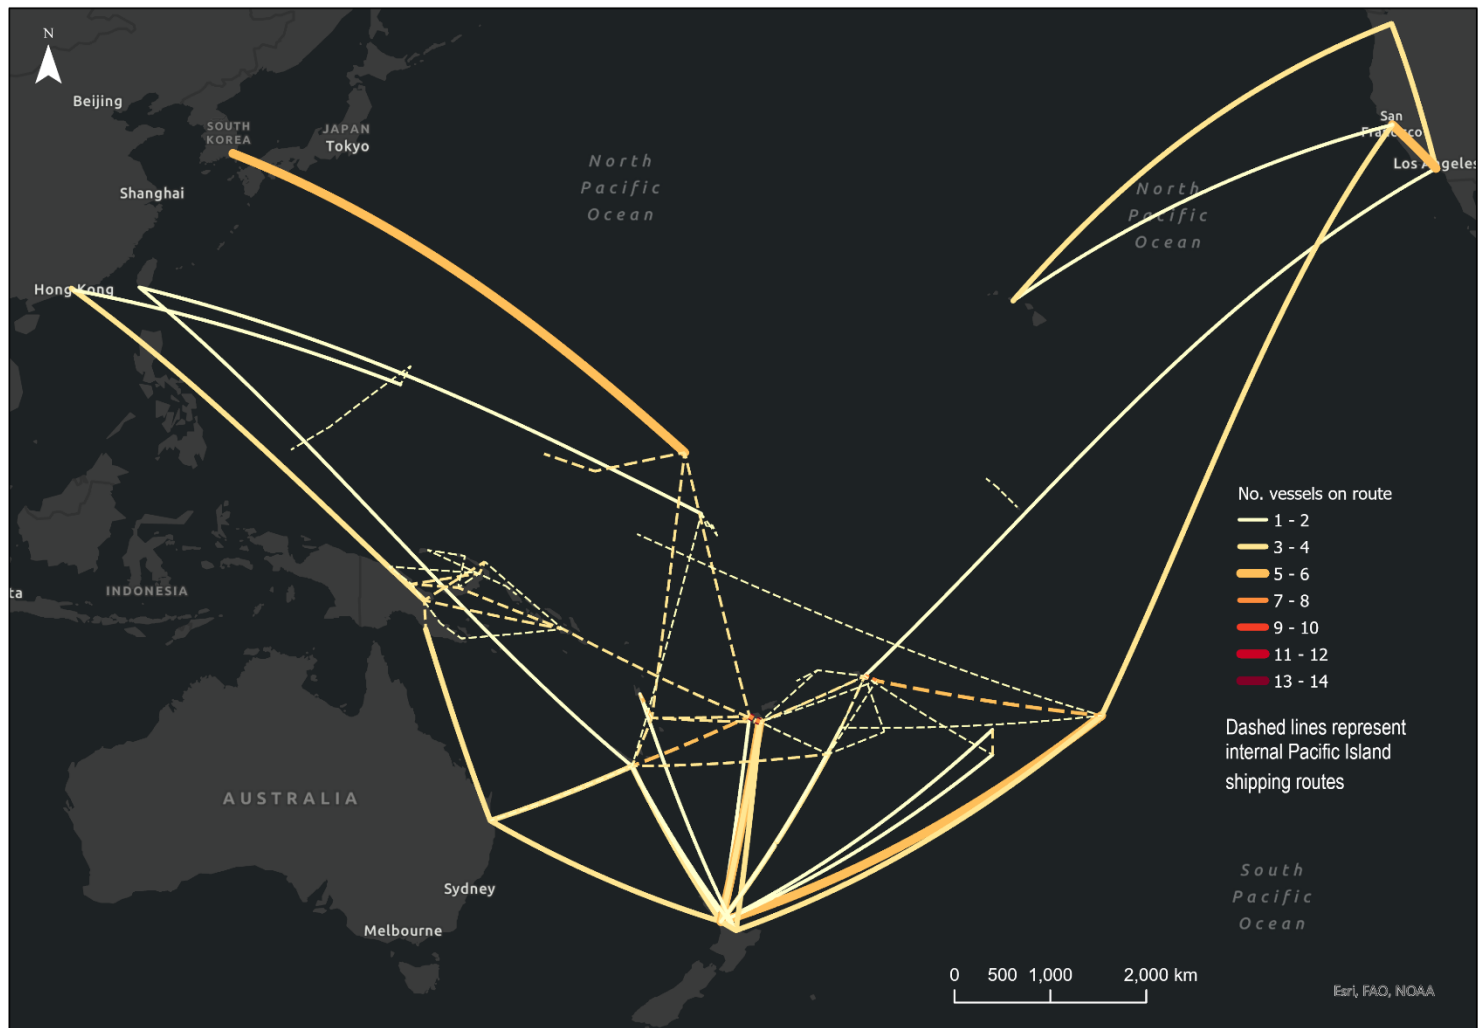 N
Beijing
SOUTH
KOREA
JAPAN
Tokyo
Shanghai
Hong Kong
North
Pacific
Ocean
San
Francisco
Los Angeles
North
Pacific
Ocean
INDONESIA
ta
AUSTRALIA
Sydney
Melbourne
No. vessels on route
1 - 2
3 - 4
5 - 6
7 - 8
9 - 10
11 - 12
13 - 14
Dashed lines represent
internal Pacific Island
shipping routes
South
Pacific
Ocean
0 500 1,000 2,000 km
Esri, FAO, NOAA